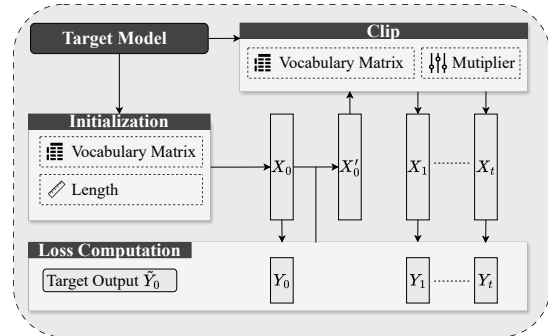 Target Model
Clip
Vocabulary Matrix
Mutiplier
Initialization
Vocabulary Matrix
Length
X₀ X₀′ X₁ ......... Xₜ
Loss Computation
Target Output Ỹ₀
Y₀ Y₁ ......... Yₜ